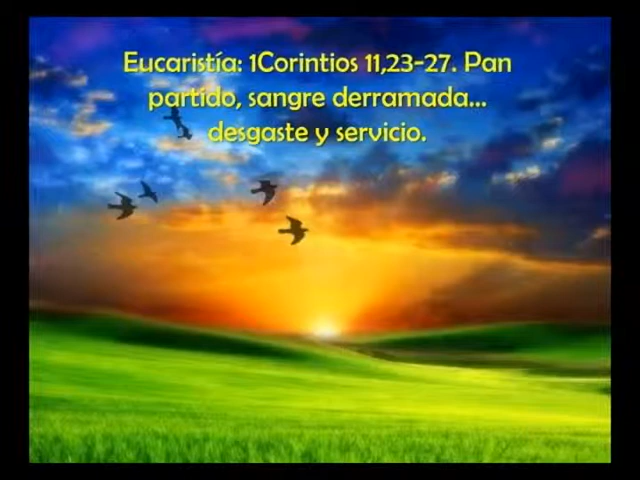 Eucaristía: 1Corintios 11,23-27. Pan
partido, sangre derramada...
desgaste y servicio.